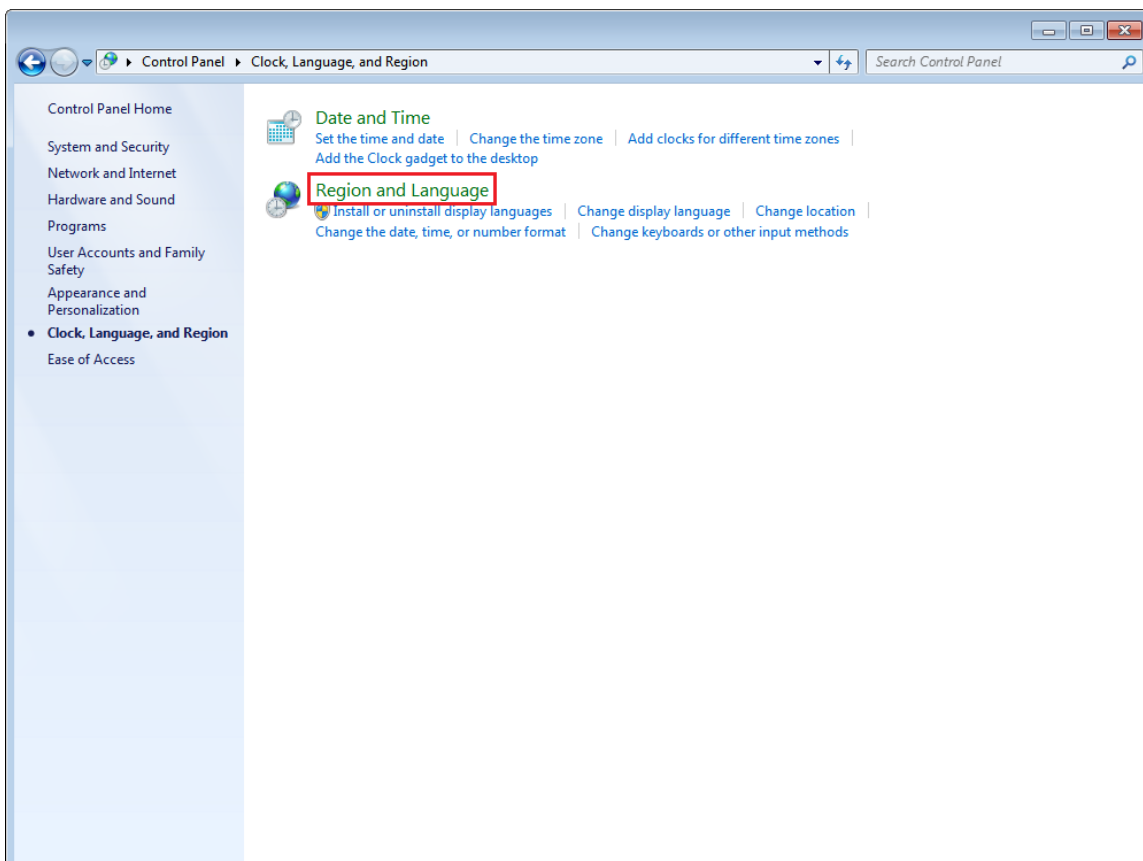 Control Panel Clock, Language, and Region
Search Control Panel
Control Panel Home
System and Security
Network and Internet
Hardware and Sound
Programs
User Accounts and Family
Safety
Appearance and
Personalization
Clock, Language, and Region
Ease of Access
Date and Time
Set the time and date Change the time zone Add clocks for different time zones
Add the Clock gadget to the desktop
Region and Language
Install or uninstall display languages Change display language Change location
Change the date, time, or number format Change keyboards or other input methods